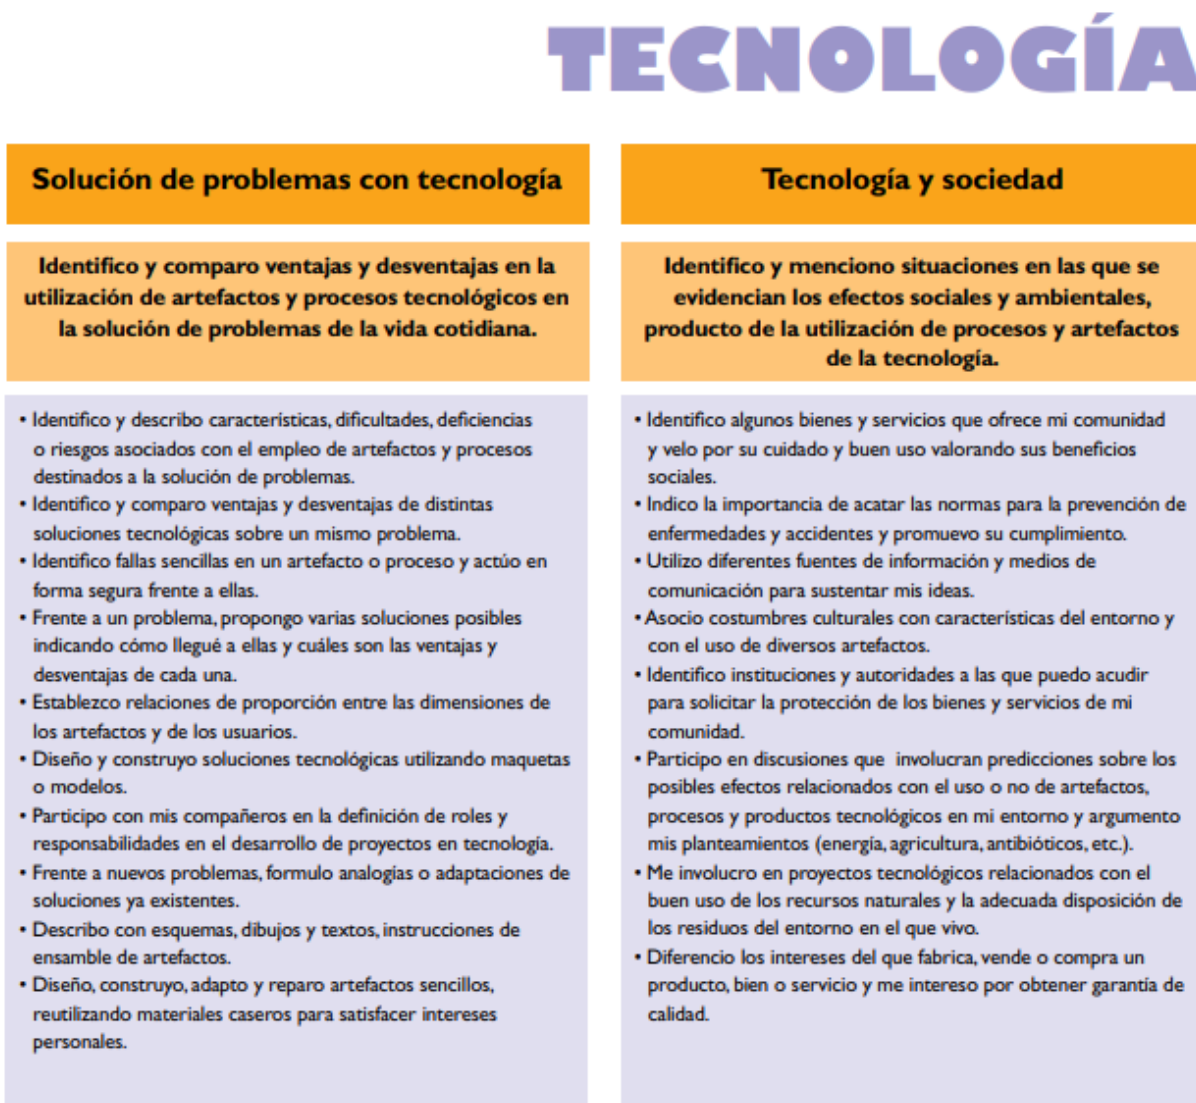 TECNOLOGÍA
Solución de problemas con tecnología
Identifico y comparo ventajas y desventajas en la
utilización de artefactos y procesos tecnológicos en
la solución de problemas de la vida cotidiana.
• Identifico y describo características, dificultades, deficiencias
o riesgos asociados con el empleo de artefactos y procesos
destinados a la solución de problemas.
• Identifico y comparo ventajas y desventajas de distintas
soluciones tecnológicas sobre un mismo problema.
• Identifico fallas sencillas en un artefacto o proceso y actúo en
forma segura frente a ellas.
• Frente a un problema, propongo varias soluciones posibles
indicando cómo llegué a ellas y cuáles son las ventajas y
desventajas de cada una.
• Establezco relaciones de proporción entre las dimensiones de
los artefactos y de los usuarios.
• Diseño y construyo soluciones tecnológicas utilizando maquetas
o modelos.
• Participo con mis compañeros en la definición de roles y
responsabilidades en el desarrollo de proyectos en tecnología.
• Frente a nuevos problemas, formulo analogías o adaptaciones de
soluciones ya existentes.
• Describo con esquemas, dibujos y textos, instrucciones de
ensamble de artefactos.
• Diseño, construyo, adapto y reparo artefactos sencillos,
reutilizando materiales caseros para satisfacer intereses
personales.
Tecnología y sociedad
Identifico y menciono situaciones en las que se
evidencian los efectos sociales y ambientales,
producto de la utilización de procesos y artefactos
de la tecnología.
• Identifico algunos bienes y servicios que ofrece mi comunidad
y velo por su cuidado y buen uso valorando sus beneficios
sociales.
• Indico la importancia de acatar las normas para la prevención de
enfermedades y accidentes y promuevo su cumplimiento.
• Utilizo diferentes fuentes de información y medios de
comunicación para sustentar mis ideas.
• Asocio costumbres culturales con características del entorno y
con el uso de diversos artefactos.
• Identifico instituciones y autoridades a las que puedo acudir
para solicitar la protección de los bienes y servicios de mi
comunidad.
• Participo en discusiones que involucran predicciones sobre los
posibles efectos relacionados con el uso o no de artefactos,
procesos y productos tecnológicos en mi entorno y argumento
mis planteamientos (energía, agricultura, antibióticos, etc.).
• Me involucro en proyectos tecnológicos relacionados con el
buen uso de los recursos naturales y la adecuada disposición de
los residuos del entorno en el que vivo.
• Diferencio los intereses del que fabrica, vende o compra un
producto, bien o servicio y me intereso por obtener garantía de
calidad.